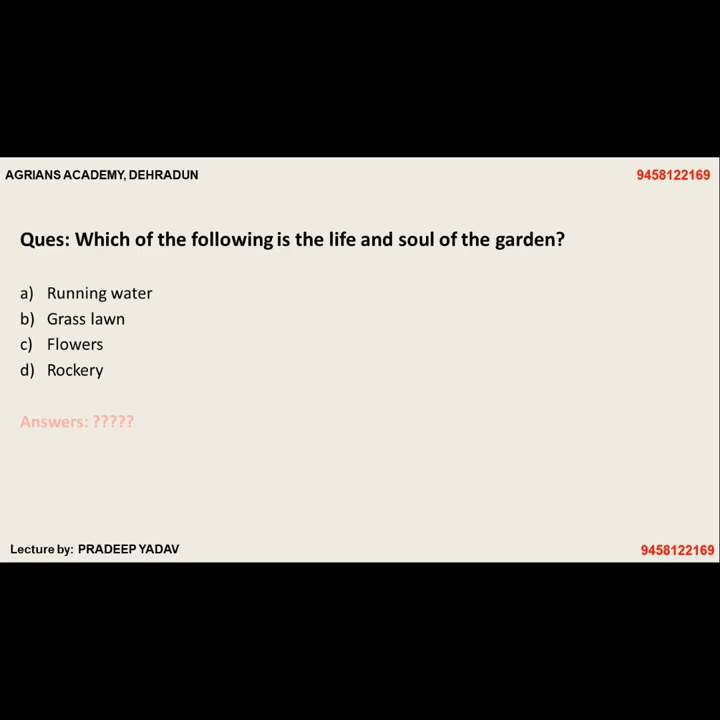 AGRIANS ACADEMY, DEHRADUN 9458122169
Ques: Which of the following is the life and soul of the garden?
a) Running water
b) Grass lawn
c) Flowers
d) Rockery
Answers: ?????
Lecture by: PRADEEP YADAV 9458122169